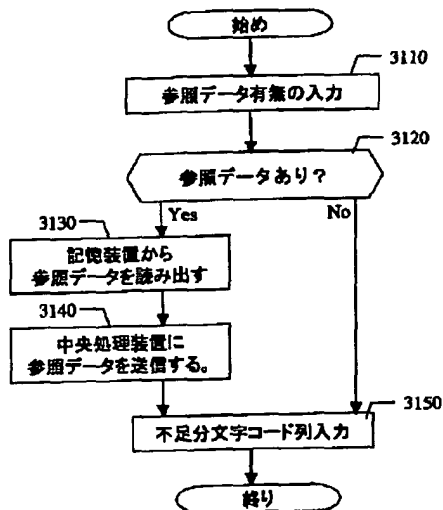 始め
3110
参照データ有無の入力
3120
参照データあり？
Yes
No
3130
記憶装置から
参照データを読み出す
3140
中央処理装置に
参照データを送信する。
3150
不足分文字コード列入力
終り